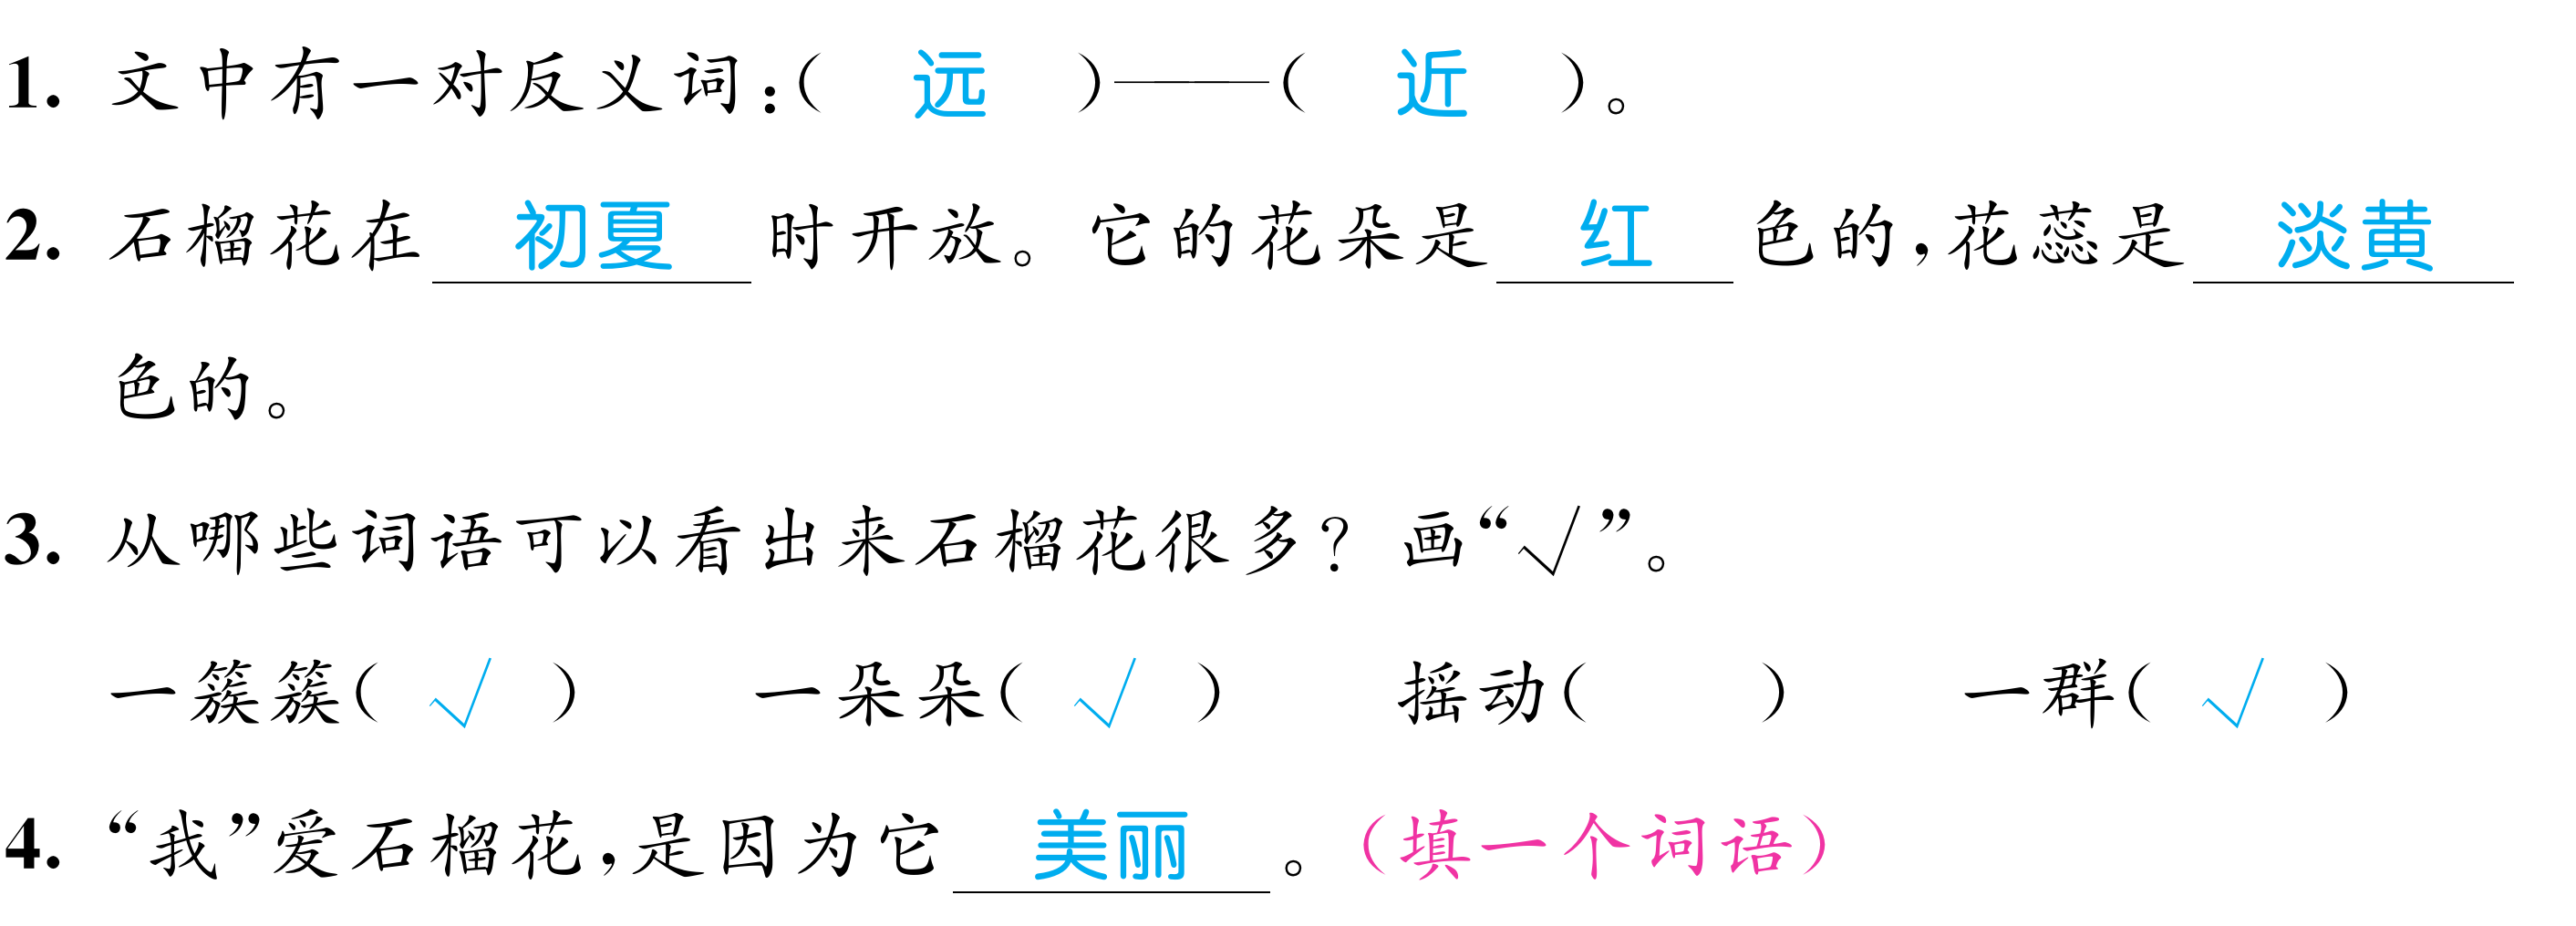 1. 文中有一对反义词:( 远 )——( 近 )。
2. 石榴花在 初夏 时开放。它的花朵是 红 色的,花蕊是 淡黄
色的。
3. 从哪些词语可以看出来石榴花很多? 画“√”。
一簇簇( √ ) 一朵朵( √ ) 摇动( ) 一群( √ )
4. “我”爱石榴花,是因为它 美丽 。(填一个词语)